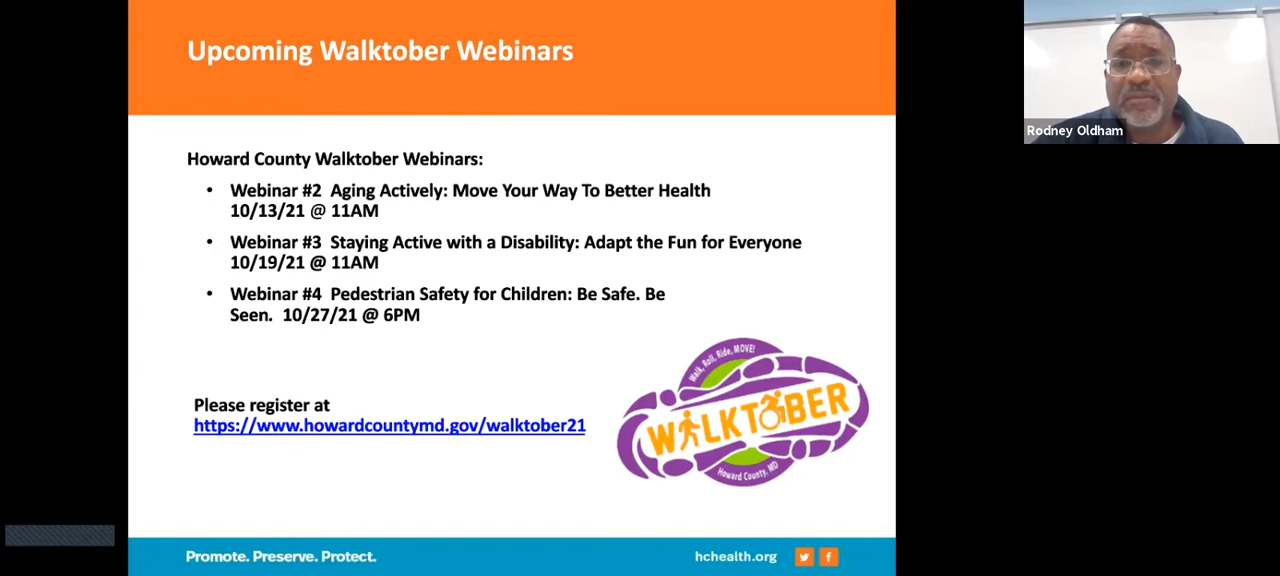 Upcoming Walktober Webinars
Rodney Oldham
Howard County Walktober Webinars:
• Webinar #2 Aging Actively: Move Your Way To Better Health
10/13/21 @ 11AM
• Webinar #3 Staying Active with a Disability: Adapt the Fun for Everyone
10/19/21 @ 11AM
• Webinar #4 Pedestrian Safety for Children: Be Safe. Be
Seen. 10/27/21 @ 6PM
Walk, Roll, Ride, MOVE!
WALKTOBER
Howard County, MD
Please register at
https://www.howardcountymd.gov/walktober21
Promote. Preserve. Protect.
hchealth.org